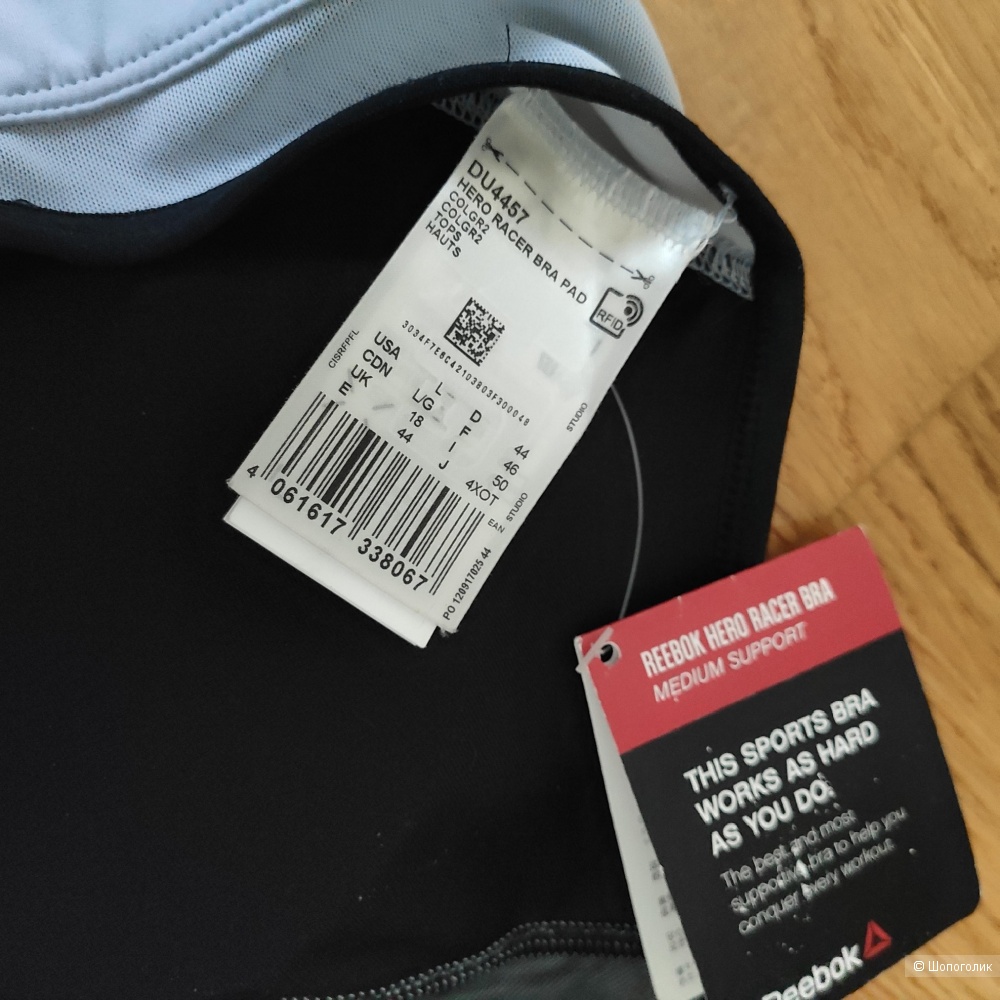 DU4457
HERO RACER BRA PAD
COLGR2
COLGR2
TOPS
HAUTS
RFID
3034F7E6C42103803F300048
CISRFPFL
USA L D 44
CDN L/G F 46
UK 18 I 50
E 44 J 4XOT
STUDIO
EAN STUDIO
4 061617 338067
PO 120917025 44
REEBOK HERO RACER BRA
MEDIUM SUPPORT
THIS SPORTS BRA
WORKS AS HARD
AS YOU DO.
The best and most
supportive bra to help you
conquer every workout.
Reebok
© Шопоголик